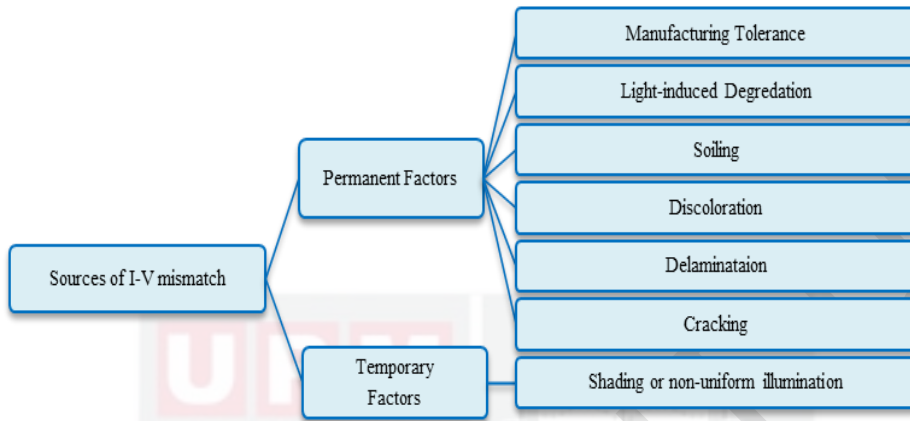 Manufacturing Tolerance
Light-induced Degredation
Permanent Factors
Soiling
Discoloration
Sources of I-V mismatch
Delaminataion
Cracking
Temporary
Factors
Shading or non-uniform illumination
UPM